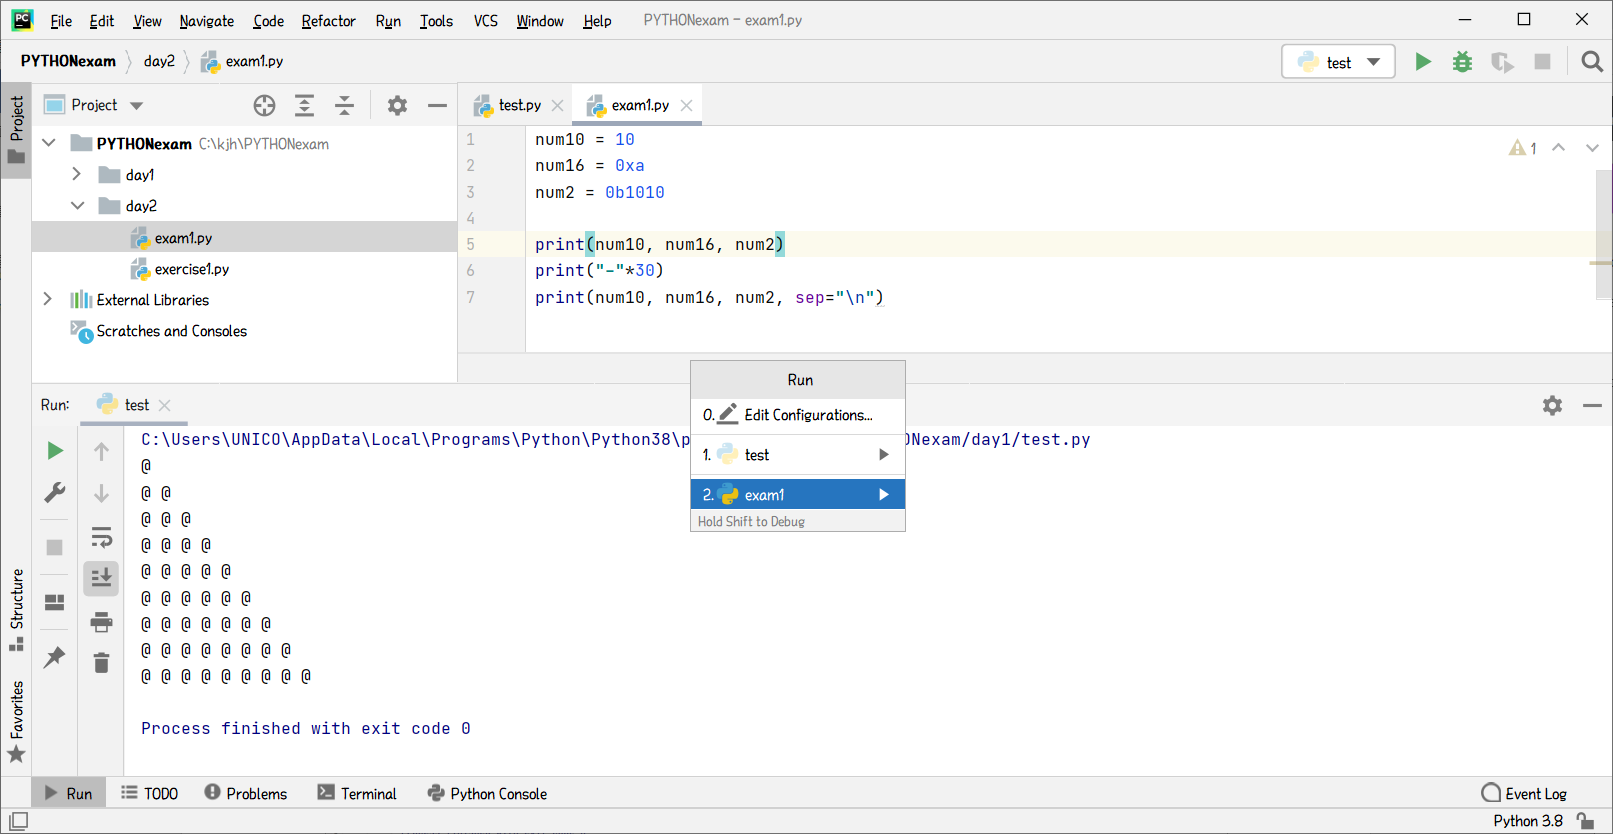 PC File Edit View Navigate Code Refactor Run Tools VCS Window Help PYTHONexam - exam1.py
PYTHONexam day2 exam1.py test
Project
Project
test.py exam1.py
PYTHONexam C:\kjh\PYTHONexam
day1
day2
exam1.py
exercise1.py
External Libraries
Scratches and Consoles
1 num10 = 10
2 num16 = 0xa
3 num2 = 0b1010
4
5 print(num10, num16, num2)
6 print("-"*30)
7 print(num10, num16, num2, sep="\n")
1
Run
0. Edit Configurations...
1. test
2. exam1
Hold Shift to Debug
Run: test
C:\Users\UNICO\AppData\Local\Programs\Python\Python38\p Nexam/day1/test.py
@
@ @
@ @ @
@ @ @ @
@ @ @ @ @
@ @ @ @ @ @
@ @ @ @ @ @ @
@ @ @ @ @ @ @ @
@ @ @ @ @ @ @ @ @
Process finished with exit code 0
Structure
Favorites
Run TODO Problems Terminal Python Console Event Log
Python 3.8